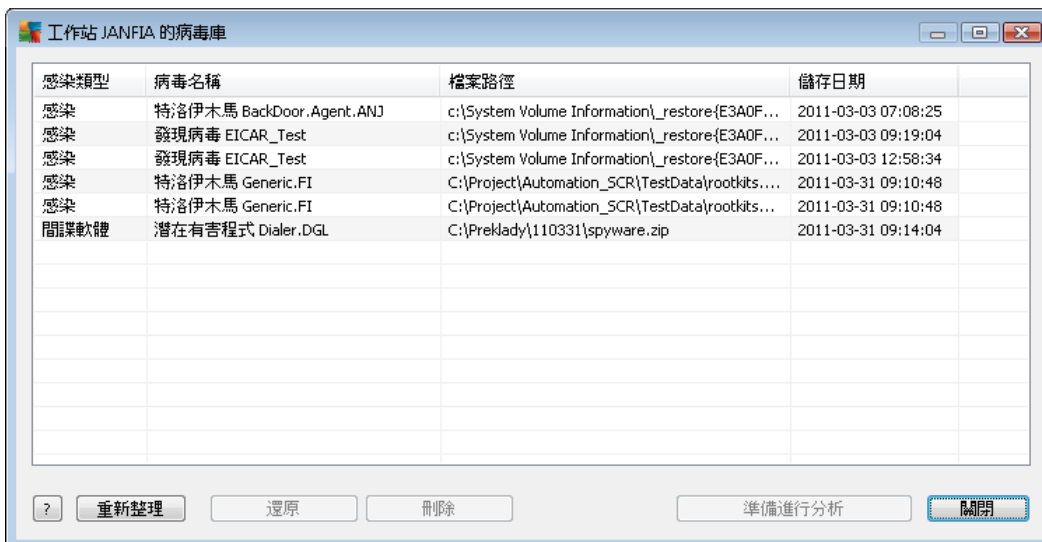 工作站 JANFIA 的病毒庫
感染類型 病毒名稱 檔案路徑 儲存日期
感染 特洛伊木馬 BackDoor.Agent.ANJ c:\System Volume Information\_restore{E3A0F... 2011-03-03 07:08:25
感染 發現病毒 EICAR_Test c:\System Volume Information\_restore{E3A0F... 2011-03-03 09:19:04
感染 發現病毒 EICAR_Test c:\System Volume Information\_restore{E3A0F... 2011-03-03 12:58:34
感染 特洛伊木馬 Generic.FI C:\Project\Automation_SCR\TestData\rootkits.... 2011-03-31 09:10:48
感染 特洛伊木馬 Generic.FI C:\Project\Automation_SCR\TestData\rootkits... 2011-03-31 09:10:48
間諜軟體 潛在有害程式 Dialer.DGL C:\Preklady\110331\spyware.zip 2011-03-31 09:14:04
? 重新整理 還原 刪除 準備進行分析 關閉